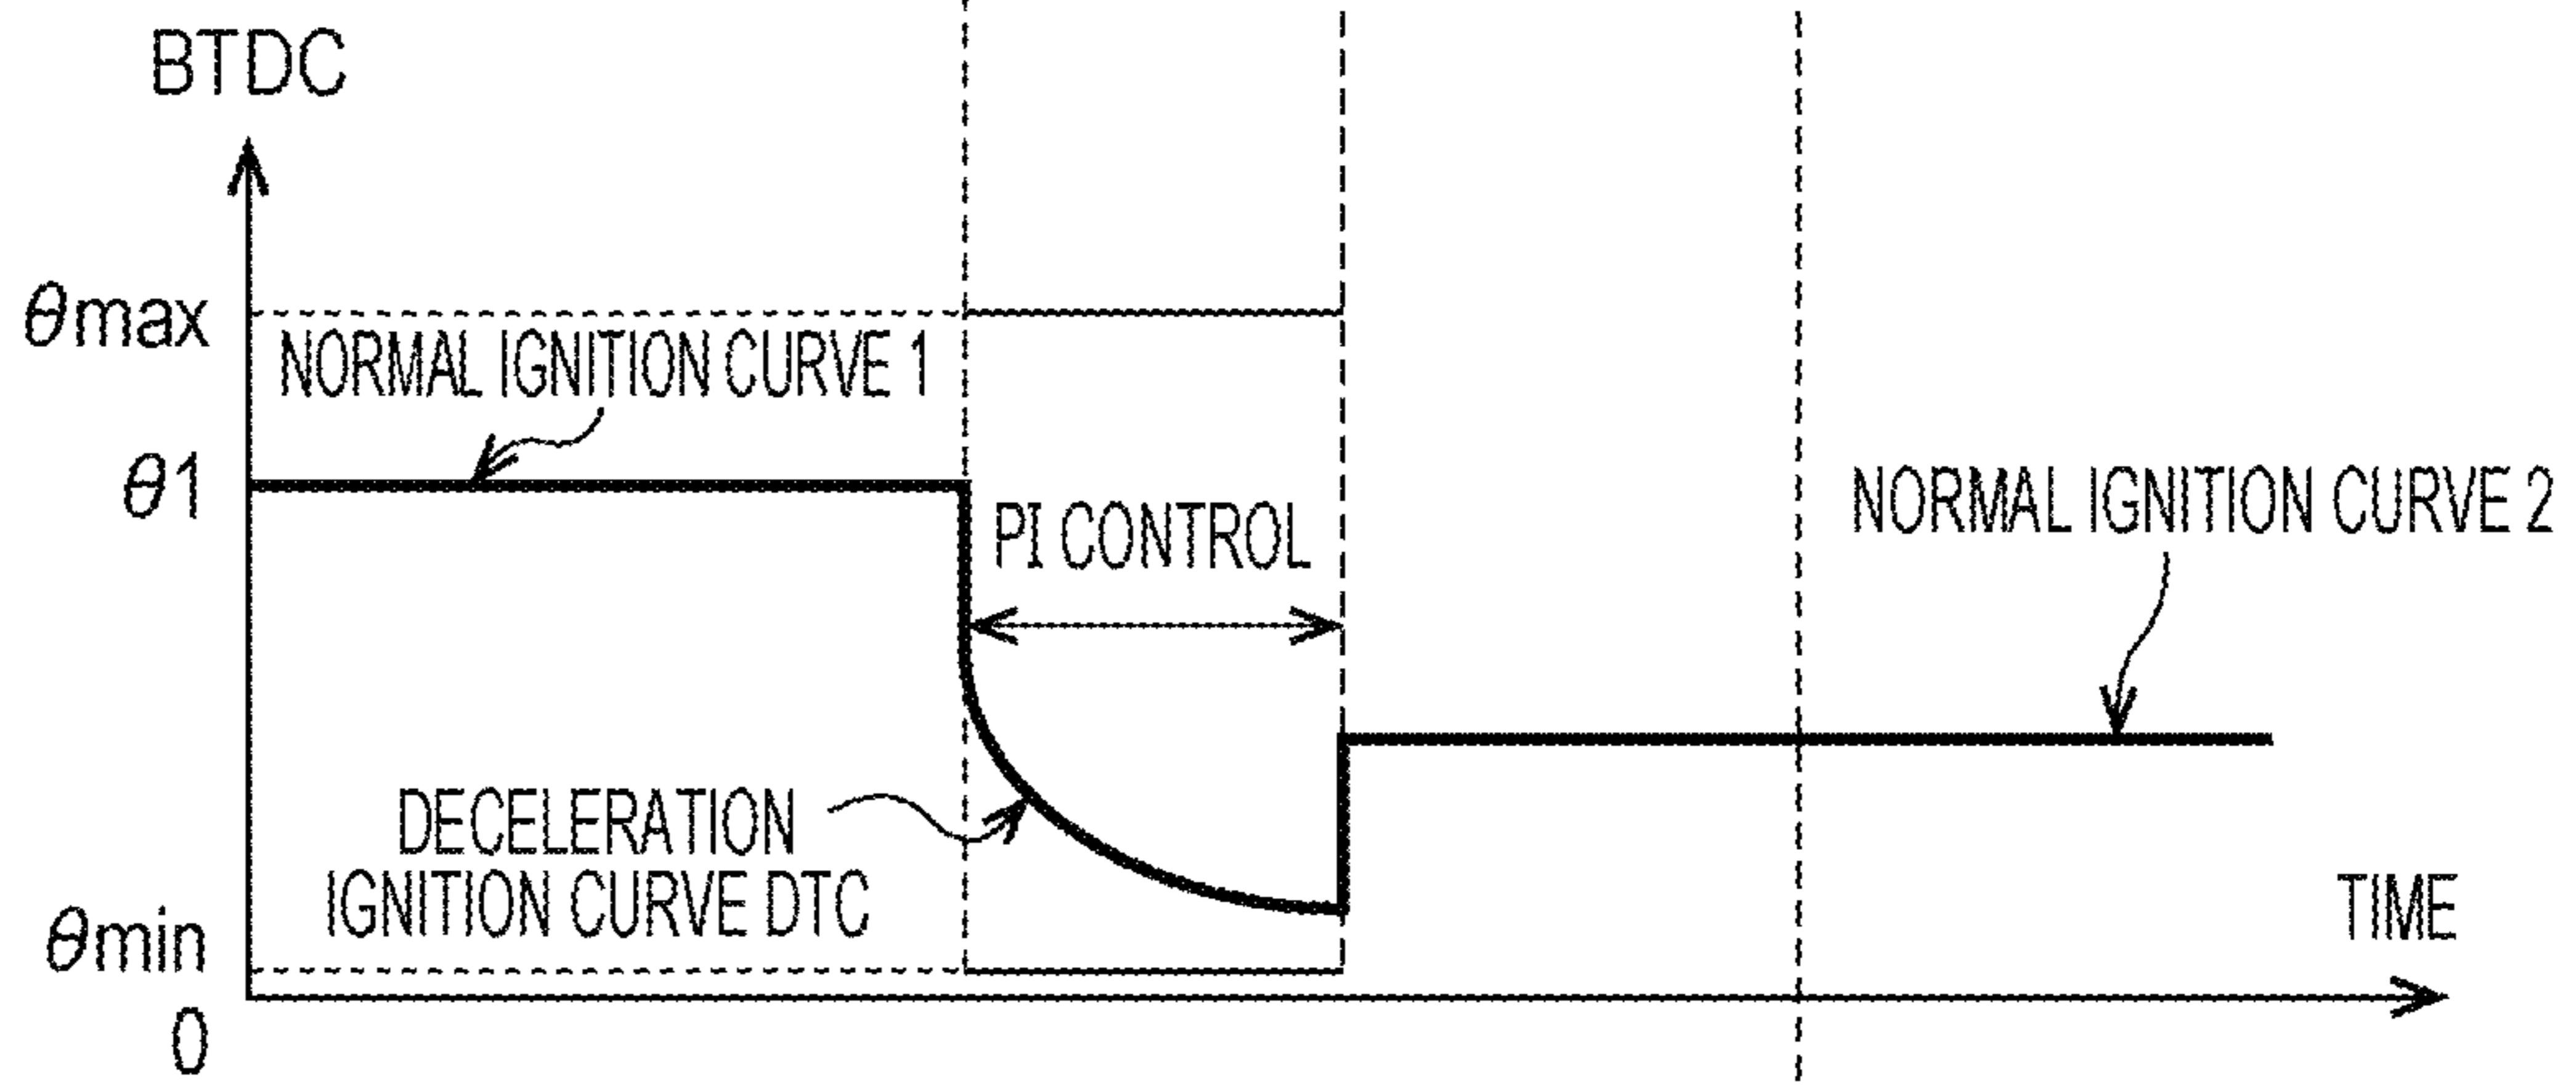 BTDC
θmax
NORMAL IGNITION CURVE 1
θ1
PI CONTROL
NORMAL IGNITION CURVE 2
DECELERATION
IGNITION CURVE DTC
θmin
TIME
0